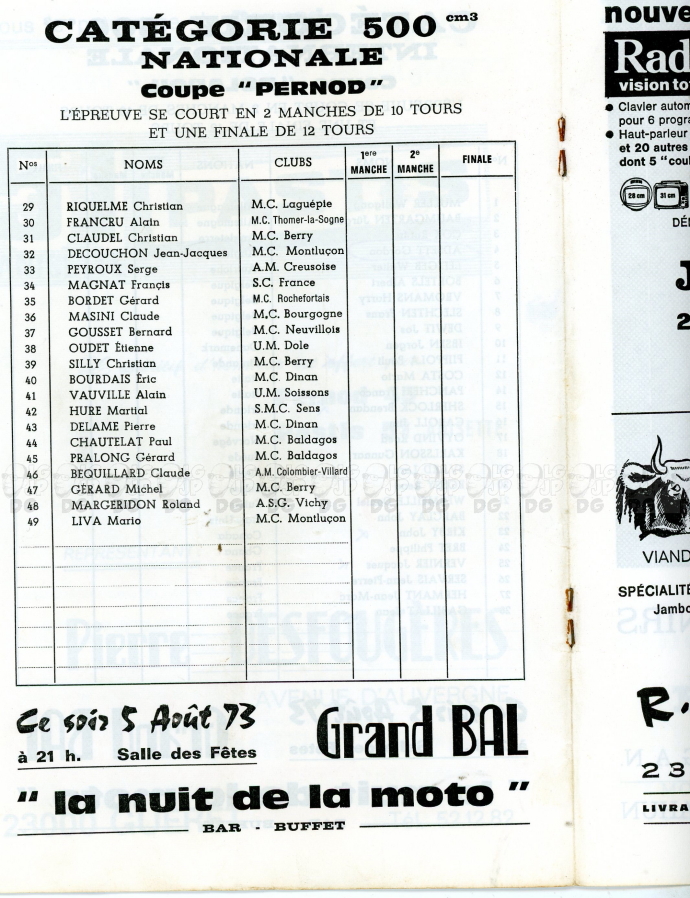 CATÉGORIE 500 cm3
NATIONALE
Coupe "PERNOD"
L'ÉPREUVE SE COURT EN 2 MANCHES DE 10 TOURS
ET UNE FINALE DE 12 TOURS
Nos NOMS CLUBS 1ere MANCHE 2e MANCHE FINALE
29 RIQUELME Christian M.C. Laguépie
30 FRANCRU Alain M.C. Thomer-la-Sogne
31 CLAUDEL Christian M.C. Berry
32 DECOUCHON Jean-Jacques M.C. Montluçon
33 PEYROUX Serge A.M. Creusoise
34 MAGNAT Françis S.C. France
35 BORDET Gérard M.C. Rochefortais
36 MASINI Claude M.C. Bourgogne
37 GOUSSET Bernard M.C. Neuvillois
38 OUDET Étienne U.M. Dole
39 SILLY Christian M.C. Berry
40 BOURDAIS Éric M.C. Dinan
41 VAUVILLE Alain U.M. Soissons
42 HURE Martial S.M.C. Sens
43 DELAME Pierre M.C. Dinan
44 CHAUTELAT Paul M.C. Baldagos
45 PRALONG Gérard M.C. Baldagos
46 BEQUILLARD Claude A.M. Colombier-Villard
47 GÉRARD Michel M.C. Berry
48 MARGERIDON Roland A.S.G. Vichy
49 LIVA Mario M.C. Montluçon
Ce soir 5 Août 73
à 21 h. Salle des Fêtes
Grand BAL
" la nuit de la moto "
BAR - BUFFET
nouve
Rad
vision to
● Clavier autom
pour 6 progra
● Haut-parleur
et 20 autres
dont 5 "coul
28 cm 31 cm
DÉ
J
2
VIAND
SPÉCIALITÉ
Jambo
R.
23
LIVRA